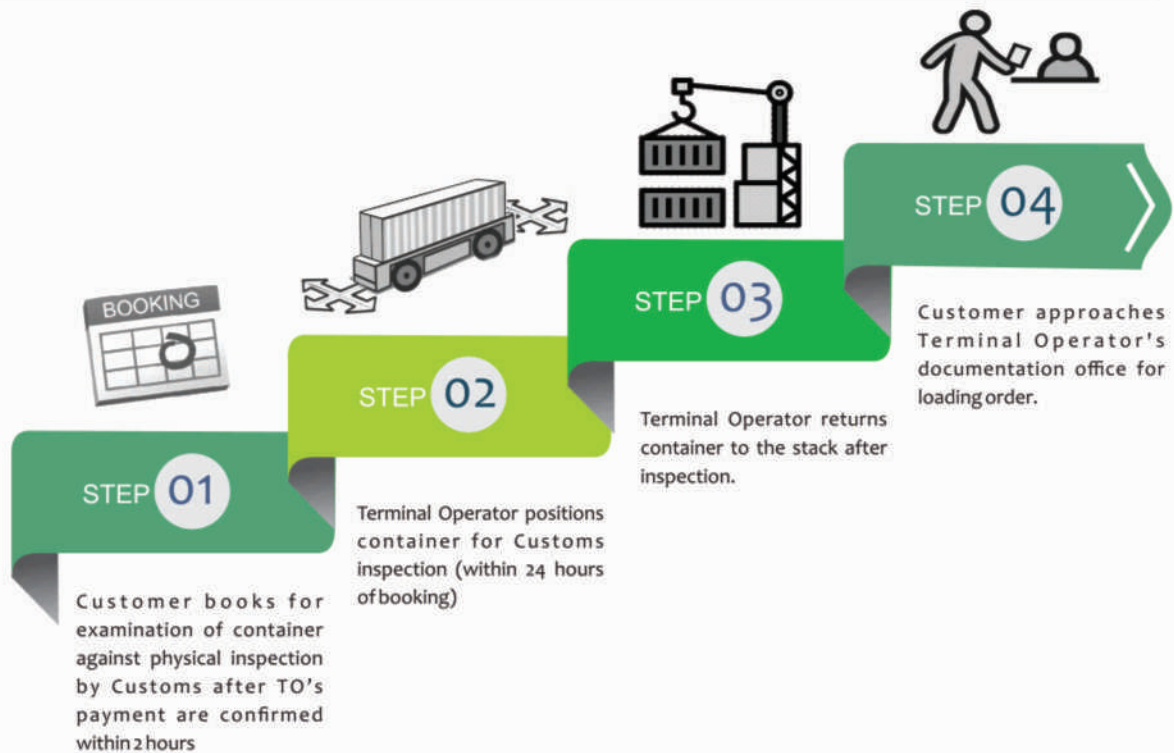 BOOKING
STEP 01
Customer books for
examination of container
against physical inspection
by Customs after TO's
payment are confirmed
within 2 hours
STEP 02
Terminal Operator positions
container for Customs
inspection (within 24 hours
of booking)
STEP 03
Terminal Operator returns
container to the stack after
inspection.
STEP 04
Customer approaches
Terminal Operator's
documentation office for
loading order.